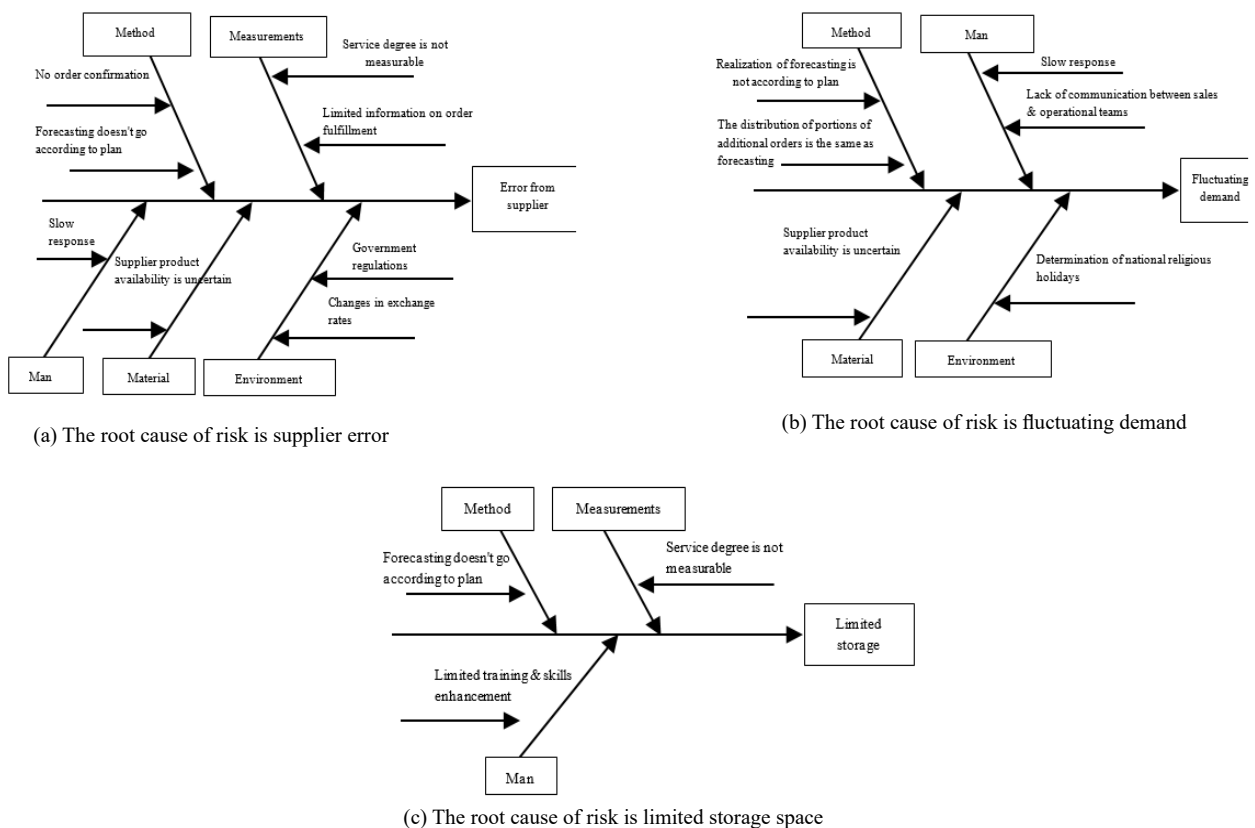 Method
Measurements
Service degree is not
measurable
No order confirmation
Limited information on order
fulfillment
Forecasting doesn't go
according to plan
Error from
supplier
Slow
response
Supplier product
availability is uncertain
Government
regulations
Changes in exchange
rates
Man
Material
Environment
(a) The root cause of risk is supplier error
Method
Man
Realization of forecasting is
not according to plan
Slow response
Lack of communication between sales
& operational teams
The distribution of portions of
additional orders is the same as
forecasting
Fluctuating
demand
Supplier product
availability is uncertain
Determination of national religious
holidays
Material
Environment
(b) The root cause of risk is fluctuating demand
Method
Measurements
Forecasting doesn't go
according to plan
Service degree is not
measurable
Limited
storage
Limited training & skills
enhancement
Man
(c) The root cause of risk is limited storage space